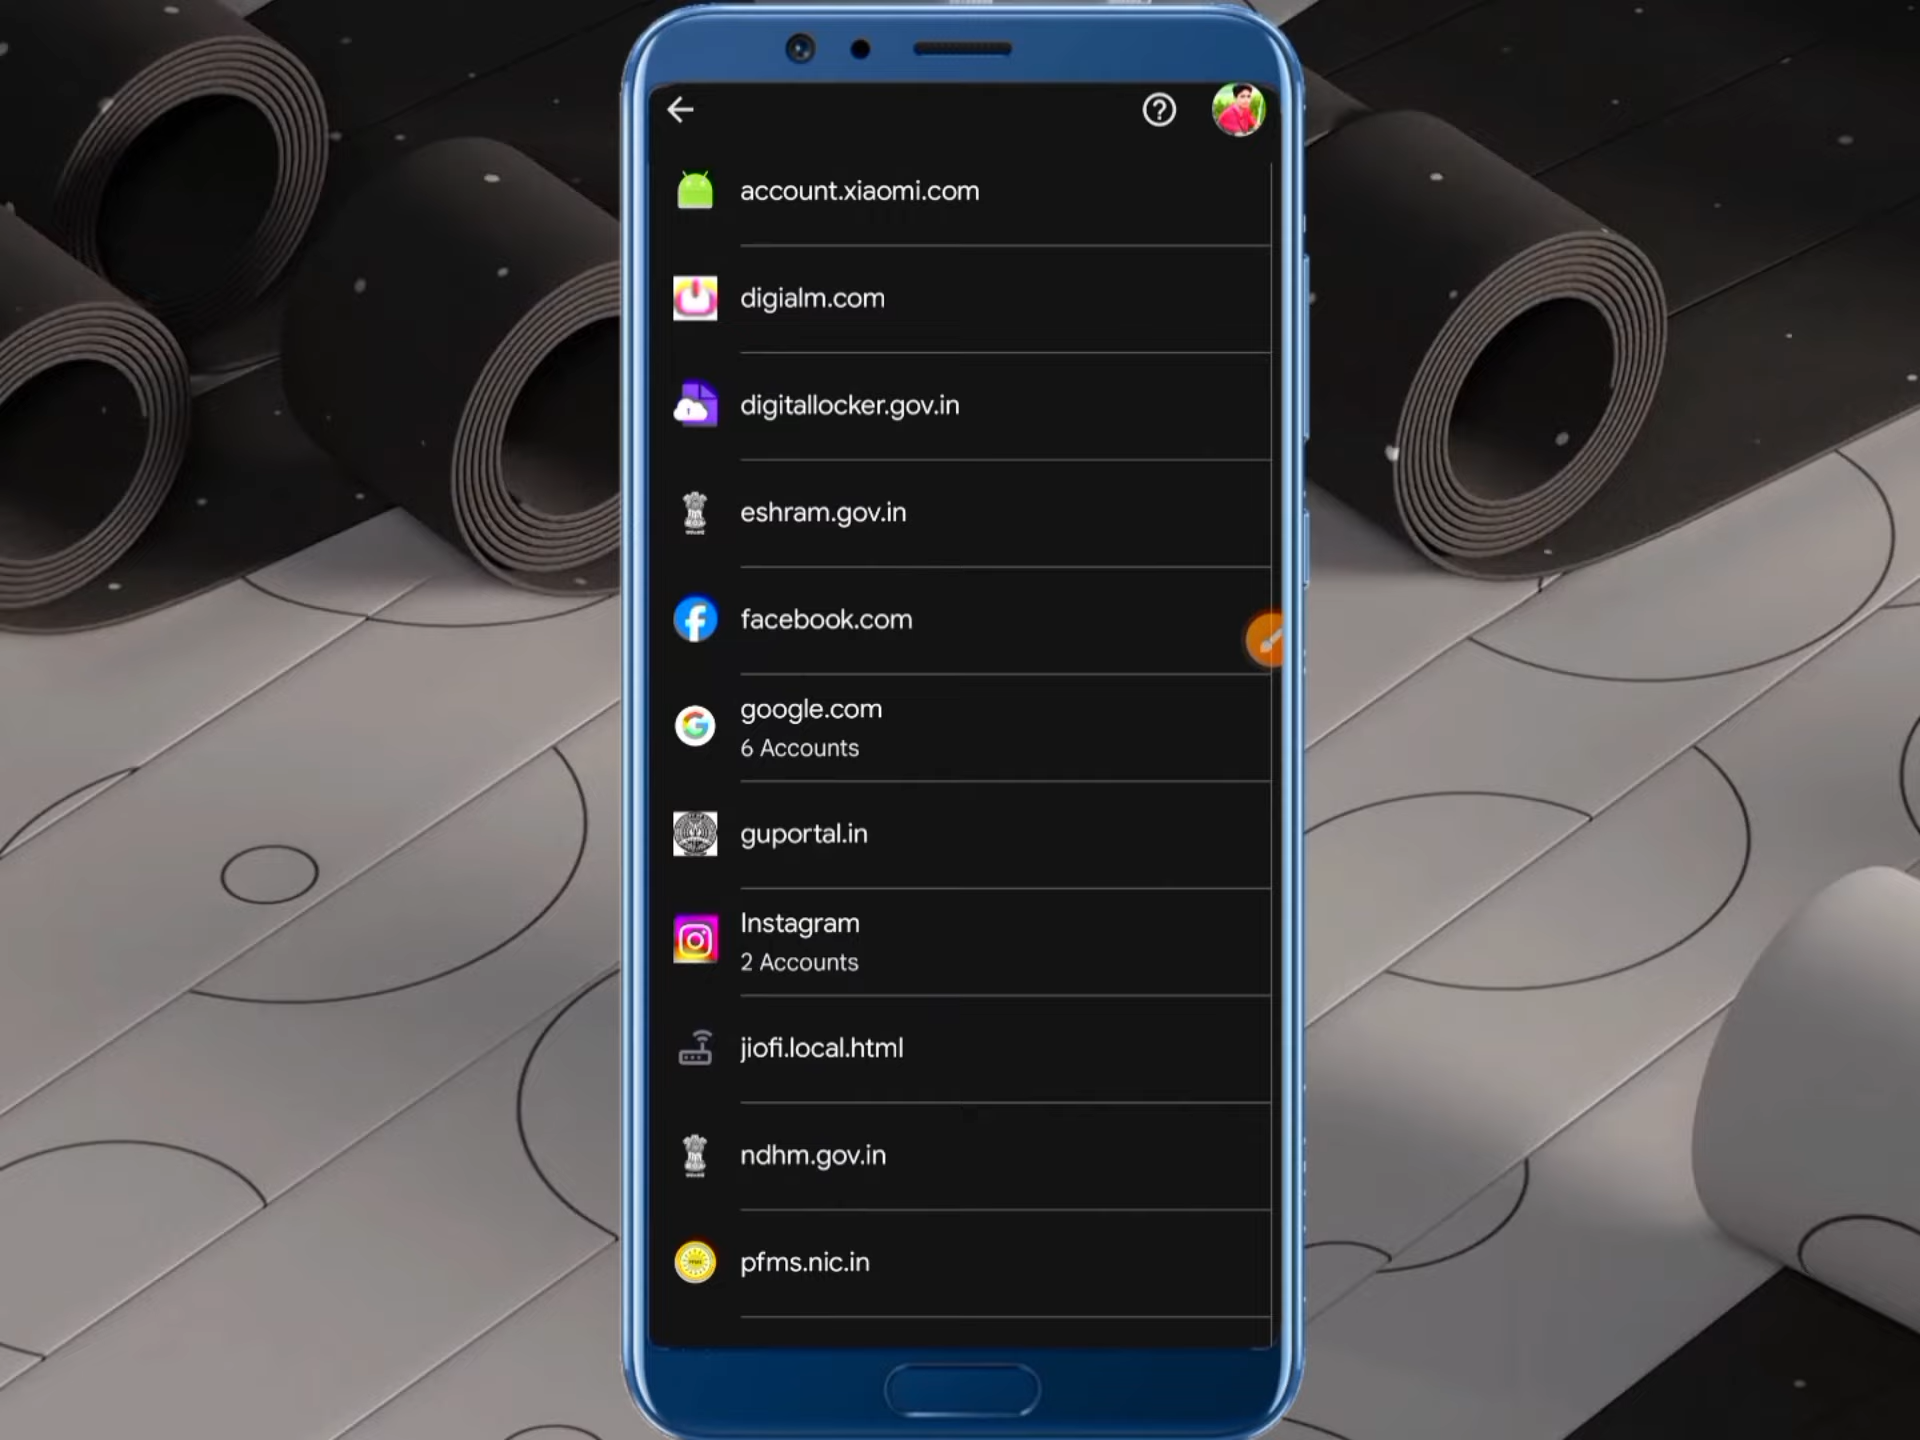 account.xiaomi.com
digialm.com
digitallocker.gov.in
eshram.gov.in
facebook.com
google.com
6 Accounts
guportal.in
Instagram
2 Accounts
jiofi.local.html
ndhm.gov.in
pfms.nic.in